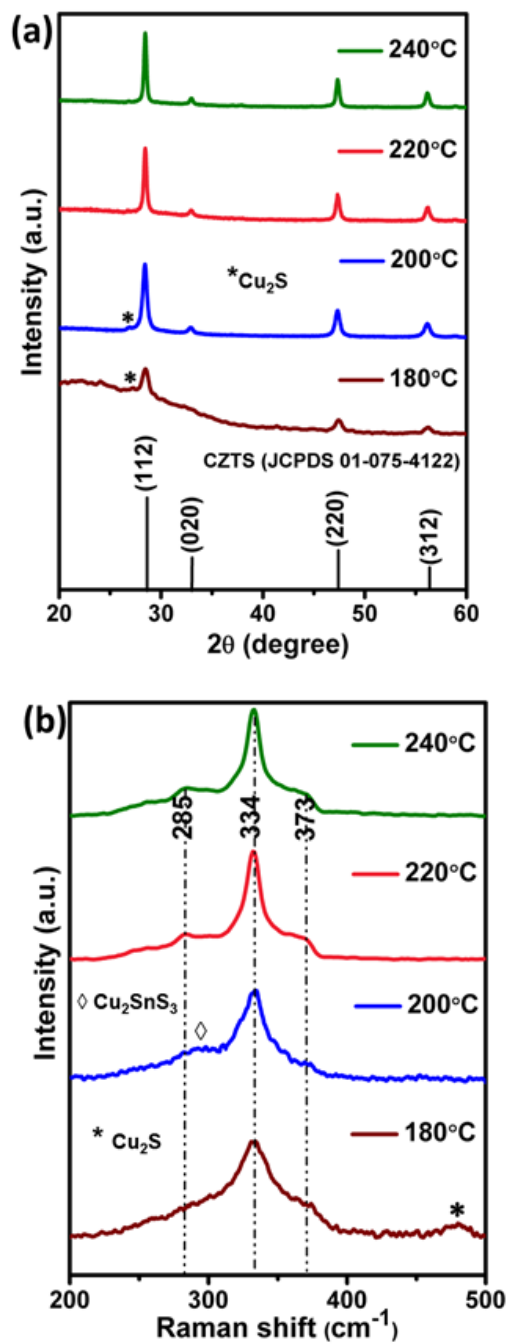 (a)
240°C
220°C
200°C
*Cu₂S
*
180°C
*
CZTS (JCPDS 01-075-4122)
(112)
(020)
(220)
(312)
Intensity (a.u.)
20 30 40 50 60
2θ (degree)
(b)
240°C
285
334
373
220°C
◊ Cu₂SnS₃
◊
200°C
* Cu₂S
180°C
*
Intensity (a.u.)
200 300 400 500
Raman shift (cm⁻¹)